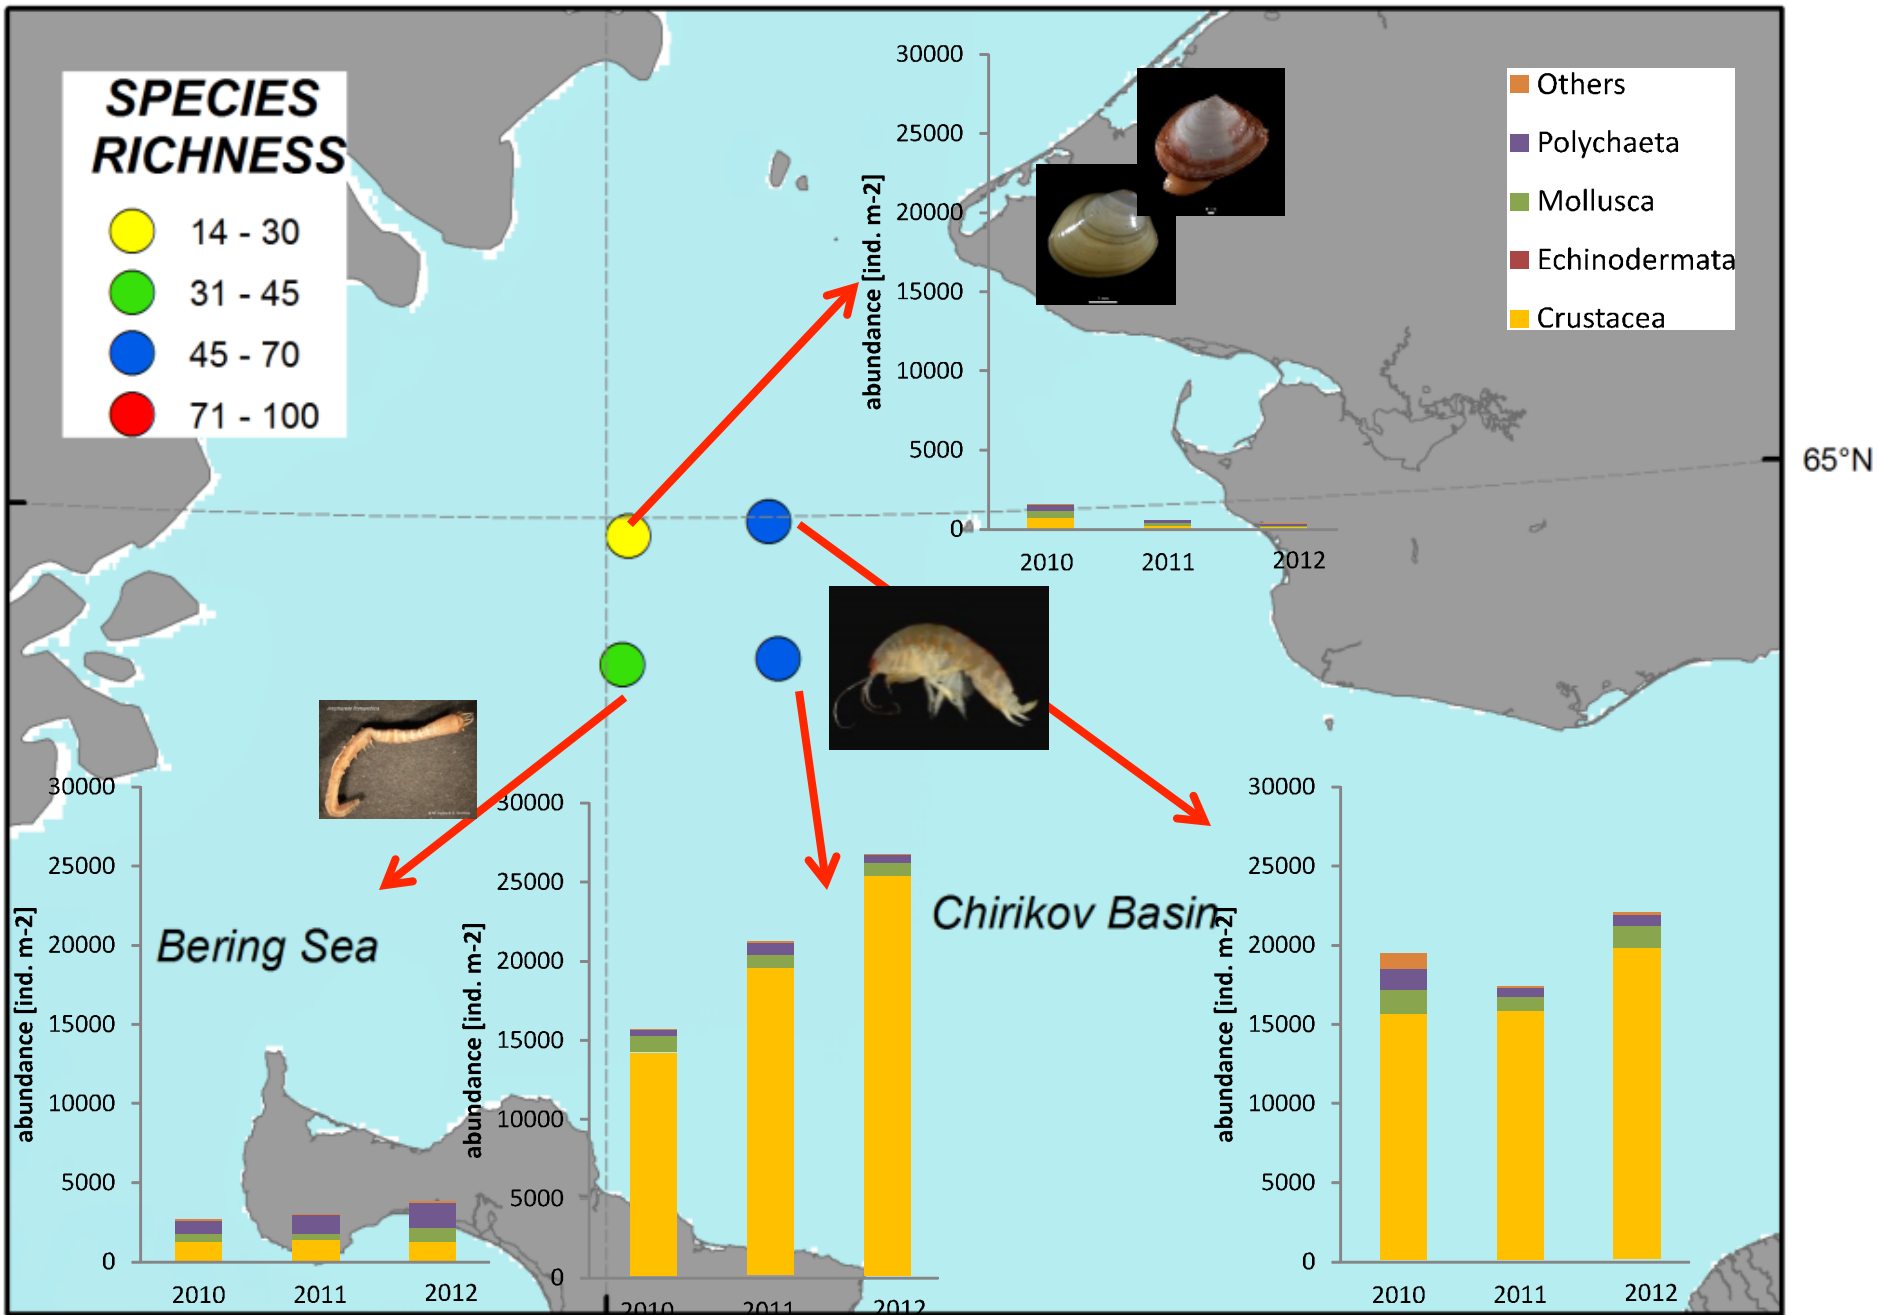 SPECIES
RICHNESS
14 - 30
31 - 45
45 - 70
71 - 100
30000
25000
20000
15000
10000
5000
0
abundance [ind. m-2]
2010
2011
2012
Others
Polychaeta
Mollusca
Echinodermata
Crustacea
65°N
30000
25000
20000
15000
10000
5000
0
abundance [ind. m-2]
2010
2011
2012
Bering Sea
30000
25000
20000
15000
10000
5000
0
abundance [ind. m-2]
2010
2011
2012
Chirikov Basin
30000
25000
20000
15000
10000
5000
0
abundance [ind. m-2]
2010
2011
2012